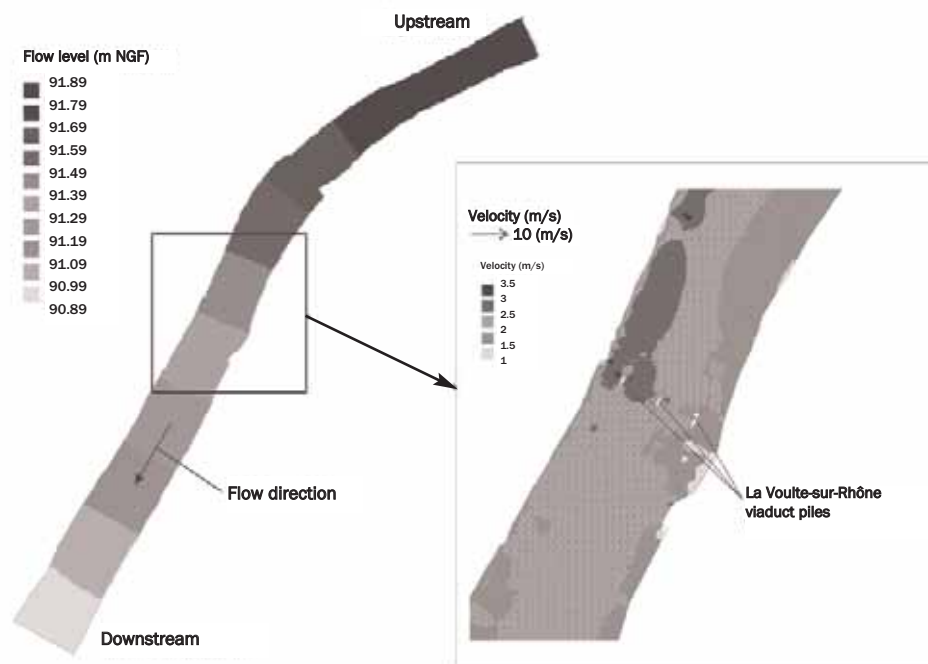 Upstream
Flow level (m NGF)
91.89
91.79
91.69
91.59
91.49
91.39
91.29
91.19
91.09
90.99
90.89
Flow direction
Downstream
Velocity (m/s)
10 (m/s)
Velocity (m/s)
3.5
3
2.5
2
1.5
1
La Voulte-sur-Rhône
viaduct piles